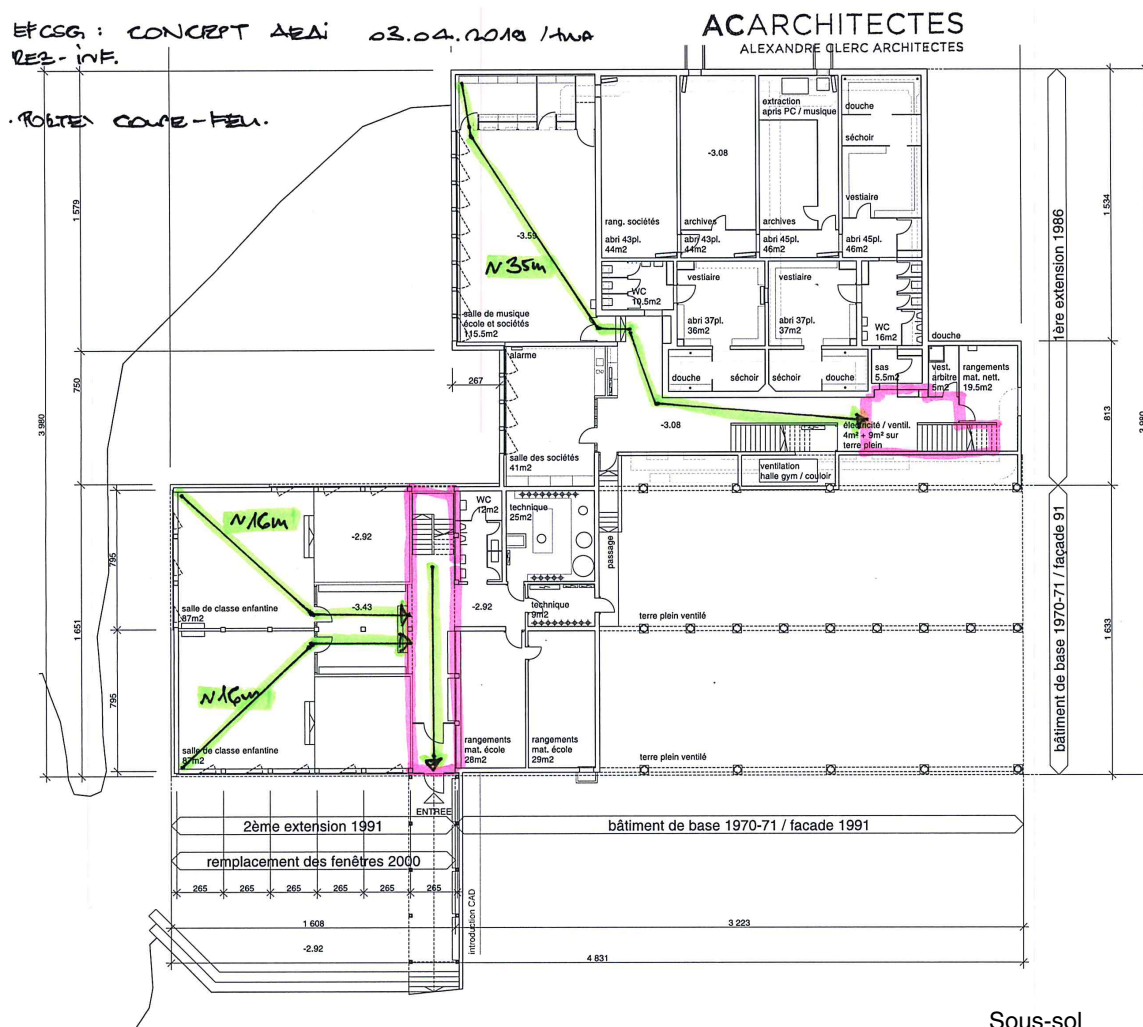 EFCSG : CONCEPT AEAi 03.04.2019 /twa
REZ-iNF.
· PORTES COUPE-FEU.
ACARCHITECTES
ALEXANDRE CLERC ARCHITECTES
extraction
apris PC / musique
douche
séchoir
-3.08
vestiaire
rang. sociétés
archives
archives
abri 43pl.
44m2
abri 43pl.
44m2
abri 45pl.
46m2
abri 45pl.
46m2
1 579
1 534
1ère extension 1986
-3.59
N 35m
WC
10.5m2
vestiaire
vestiaire
salle de musique
école et sociétés
115.5m2
abri 37pl.
36m2
abri 37pl.
37m2
WC
16m2
douche
alarme
267
750
3 980
douche
séchoir
séchoir
douche
sas
5.5m2
vest.
arbitre
5m2
rangements
mat. nett.
19.5m2
813
-3.08
électricité / ventil.
4m² + 9m² sur
terre plein
salle des sociétés
41m2
ventilation
halle gym / couloir
N 16m
WC
12m2
technique
25m2
-2.92
795
passage
salle de classe enfantine
87m2
-3.43
-2.92
technique
9m2
terre plein ventilé
1 651
1 633
bâtiment de base 1970-71 / façade 91
N 16m
795
salle de classe enfantine
87m2
rangements
mat. école
28m2
rangements
mat. école
29m2
terre plein ventilé
ENTREE
2ème extension 1991
bâtiment de base 1970-71 / facade 1991
remplacement des fenêtres 2000
265 265 265 265 265 265
introduction CAD
1 608
3 223
-2.92
4 831
Sous-sol